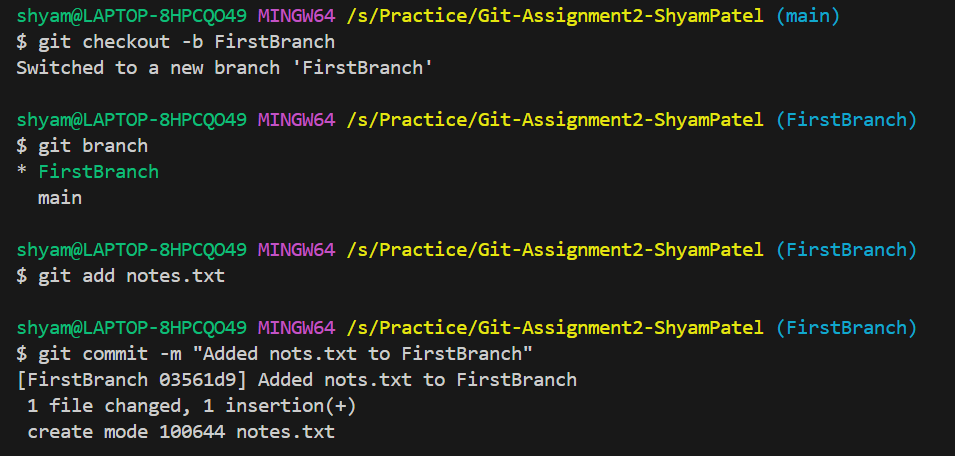 shyam@LAPTOP-8HPCQO49 MINGW64 /s/Practice/Git-Assignment2-ShyamPatel (main)
$ git checkout -b FirstBranch
Switched to a new branch 'FirstBranch'
shyam@LAPTOP-8HPCQO49 MINGW64 /s/Practice/Git-Assignment2-ShyamPatel (FirstBranch)
$ git branch
* FirstBranch
  main
shyam@LAPTOP-8HPCQO49 MINGW64 /s/Practice/Git-Assignment2-ShyamPatel (FirstBranch)
$ git add notes.txt
shyam@LAPTOP-8HPCQO49 MINGW64 /s/Practice/Git-Assignment2-ShyamPatel (FirstBranch)
$ git commit -m "Added nots.txt to FirstBranch"
[FirstBranch 03561d9] Added nots.txt to FirstBranch
 1 file changed, 1 insertion(+)
 create mode 100644 notes.txt